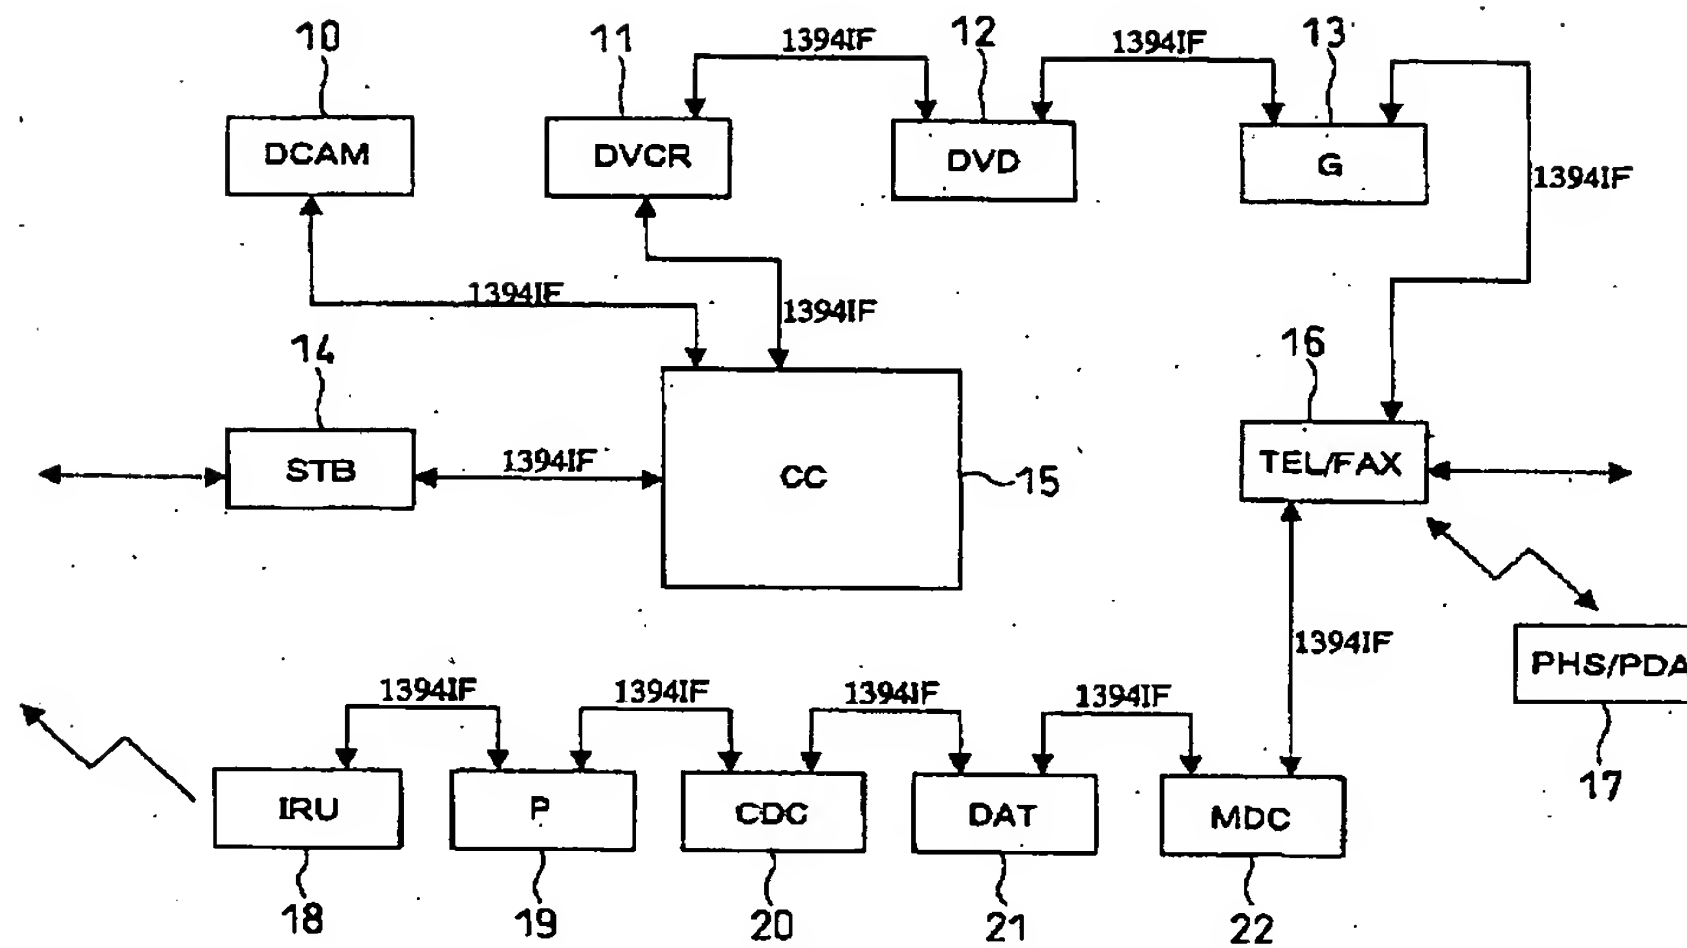 10
11
1394IF
12
1394IF
13
DCAM
DVCR
DVD
G
1394IF
1394IF
1394IF
14
16
STB
1394IF
CC
15
TEL/FAX
1394IF
PHS/PDA
17
1394IF
1394IF
1394IF
1394IF
IRU
P
CDC
DAT
MDC
18
19
20
21
22